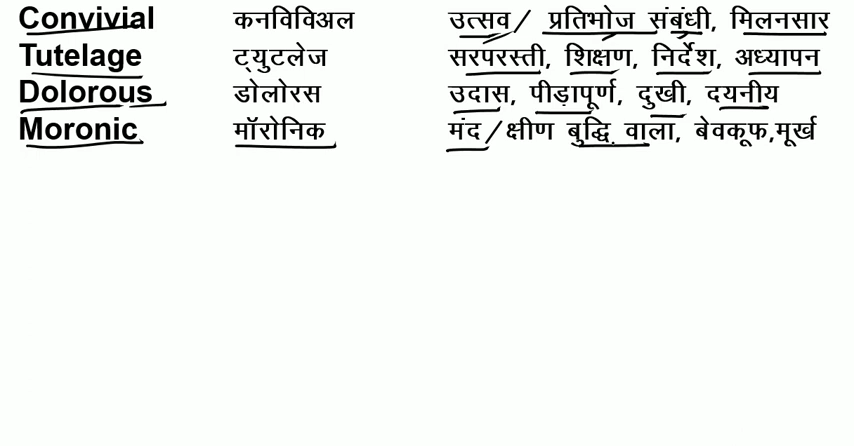 Convivial कनविविअल उत्सव/ प्रतिभोज संबंधी, मिलनसार
Tutelage ट्युटलेज सरपरस्ती, शिक्षण, निर्देश, अध्यापन
Dolorous डोलोरस उदास, पीड़ापूर्ण, दुखी, दयनीय
Moronic मॉरोनिक मंद/क्षीण बुद्धि वाला, बेवकूफ,मूर्ख